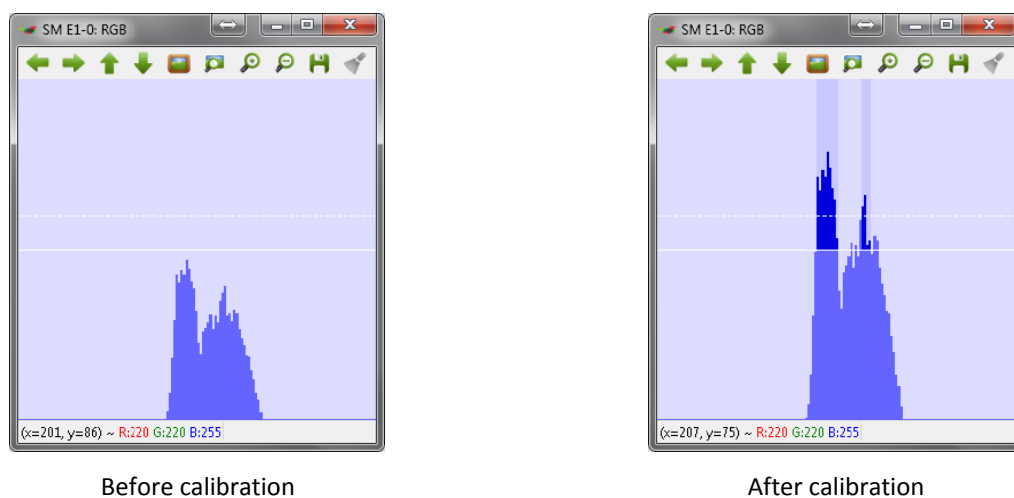 SM E1-0: RGB
SM E1-0: RGB
(x=201, y=86) ~ R:220 G:220 B:255
(x=207, y=75) ~ R:220 G:220 B:255
Before calibration
After calibration